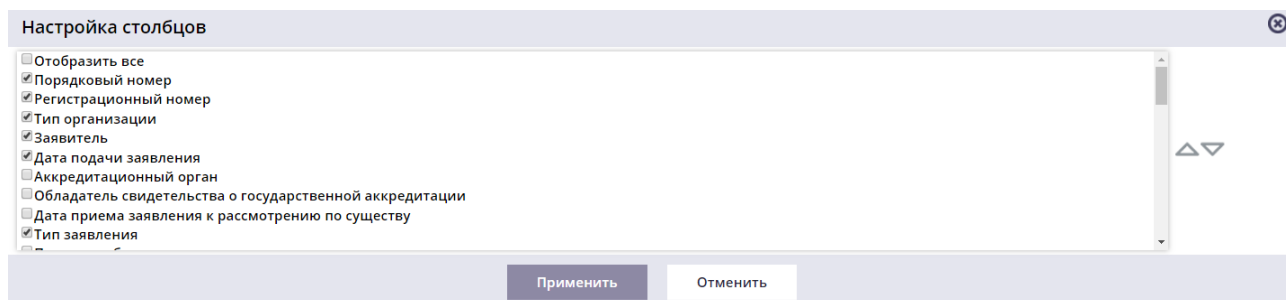 Настройка столбцов
Отобразить все
Порядковый номер
Регистрационный номер
Тип организации
Заявитель
Дата подачи заявления
Аккредитационный орган
Обладатель свидетельства о государственной аккредитации
Дата приема заявления к рассмотрению по существу
Тип заявления
Применить
Отменить